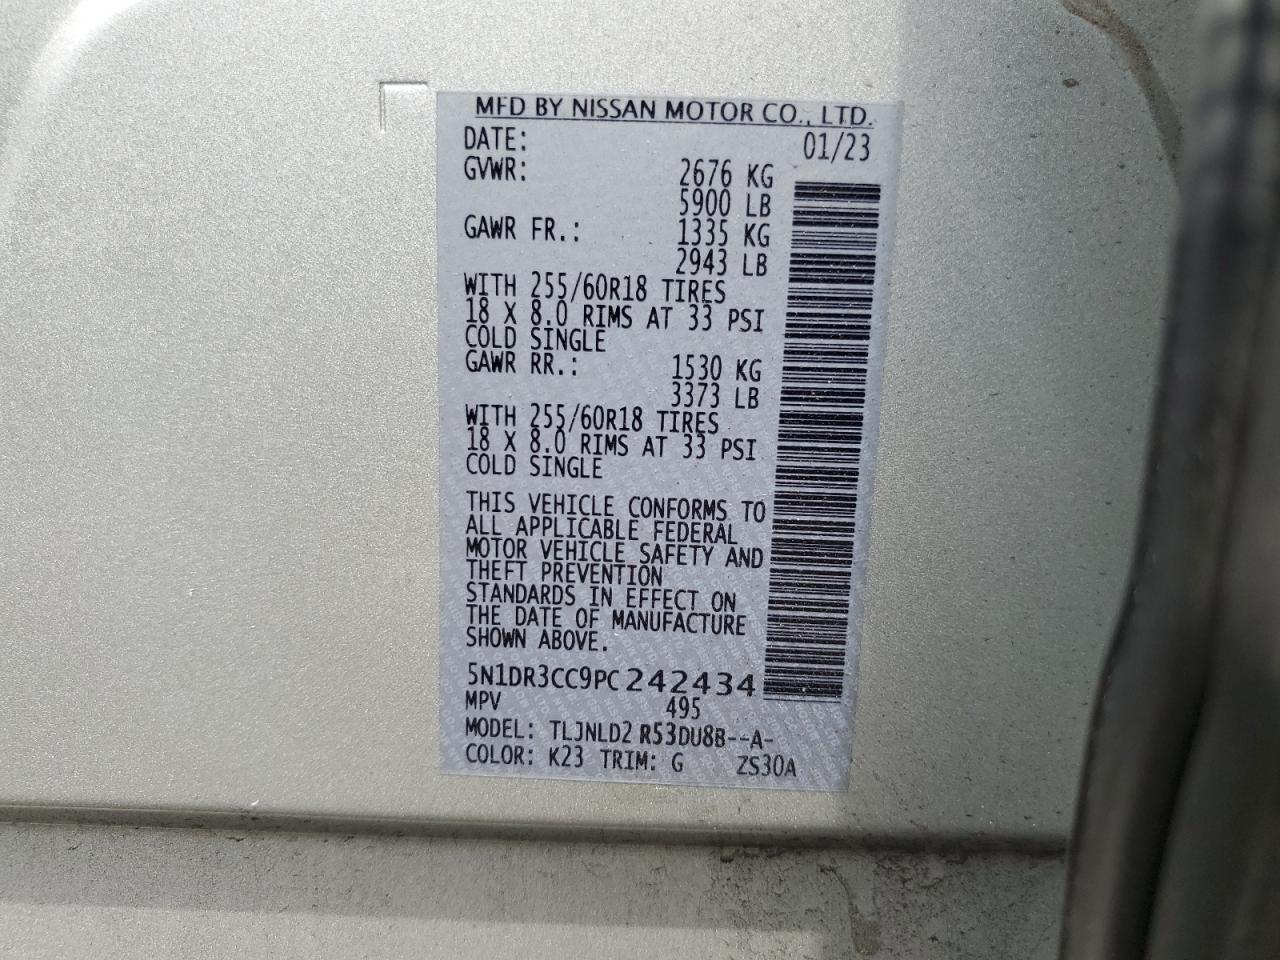 MFD BY NISSAN MOTOR CO., LTD.
DATE: 01/23
GVWR: 2676 KG
5900 LB
GAWR FR.: 1335 KG
2943 LB
WITH 255/60R18 TIRES
18 X 8.0 RIMS AT 33 PSI
COLD SINGLE
GAWR RR.: 1530 KG
3373 LB
WITH 255/60R18 TIRES
18 X 8.0 RIMS AT 33 PSI
COLD SINGLE
THIS VEHICLE CONFORMS TO
ALL APPLICABLE FEDERAL
MOTOR VEHICLE SAFETY AND
THEFT PREVENTION
STANDARDS IN EFFECT ON
THE DATE OF MANUFACTURE
SHOWN ABOVE.
5N1DR3CC9PC242434
MPV 495
MODEL: TLJNLD2 R53DU8B--A-
COLOR: K23 TRIM: G ZS30A